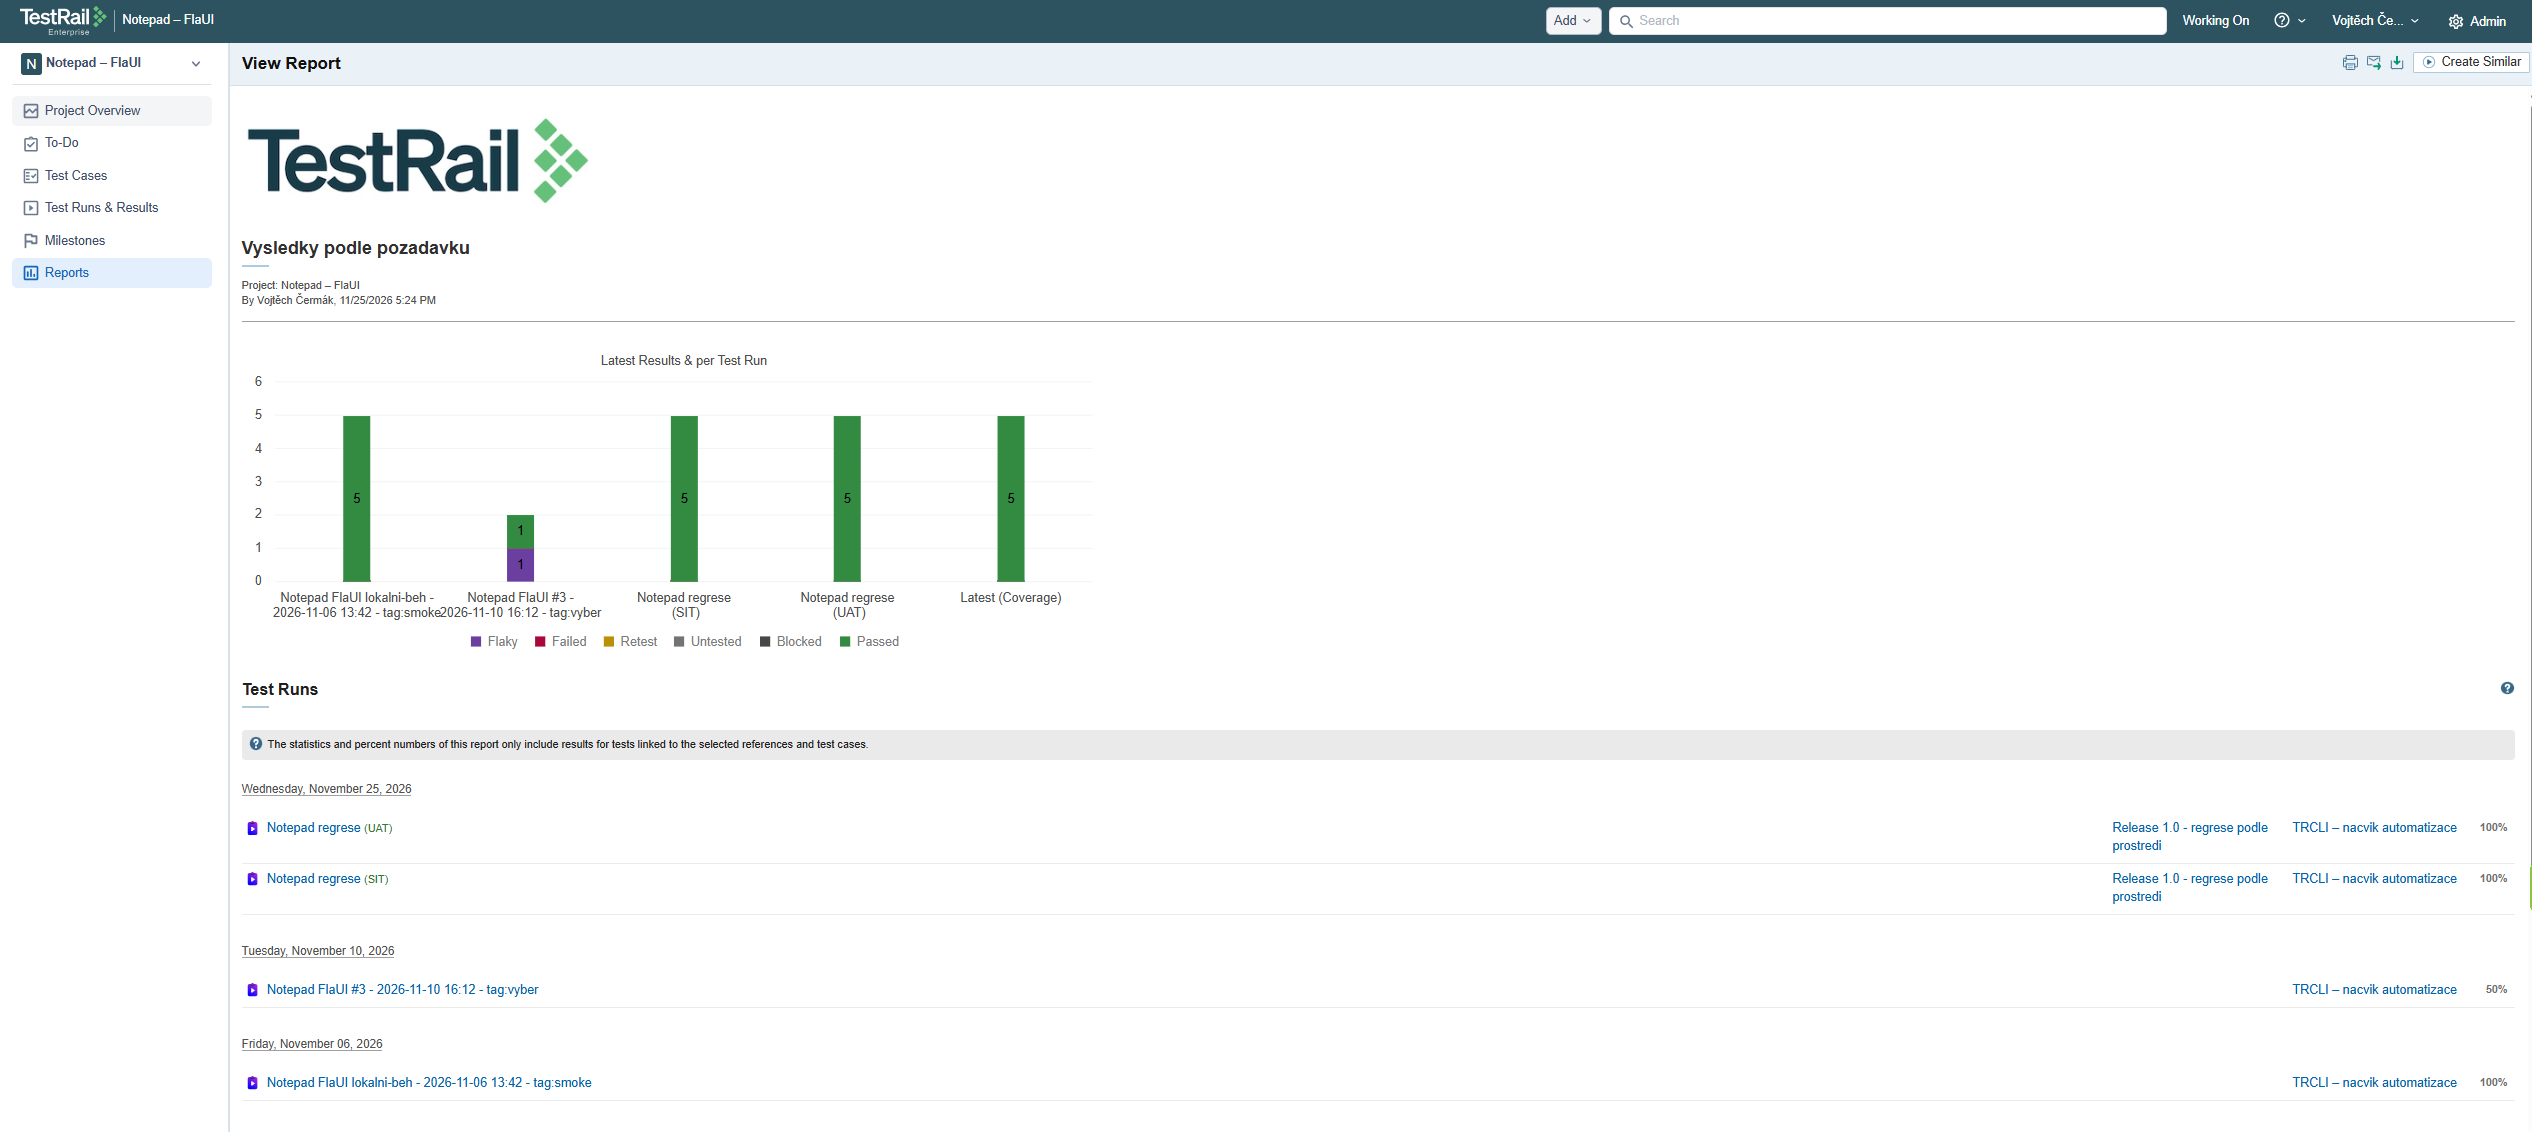 TestRail
Enterprise
Notepad – FlaUI
Add
Search
Working On
Vojtěch Če...
Admin
N Notepad – FlaUI
Project Overview
To-Do
Test Cases
Test Runs & Results
Milestones
Reports
View Report
Create Similar
TestRail
Vysledky podle pozadavku
Project: Notepad – FlaUI
By Vojtěch Čermák, 11/25/2026 5:24 PM
Latest Results & per Test Run
6
5
4
3
2
1
0
5
1
1
5
5
5
Notepad FlaUI lokalni-beh -
2026-11-06 13:42 - tag:smoke
Notepad FlaUI #3 -
2026-11-10 16:12 - tag:vyber
Notepad regrese
(SIT)
Notepad regrese
(UAT)
Latest (Coverage)
Flaky Failed Retest Untested Blocked Passed
Test Runs
The statistics and percent numbers of this report only include results for tests linked to the selected references and test cases.
Wednesday, November 25, 2026
Notepad regrese (UAT)
Release 1.0 - regrese podle
prostredi
TRCLI – nacvik automatizace
100%
Notepad regrese (SIT)
Release 1.0 - regrese podle
prostredi
TRCLI – nacvik automatizace
100%
Tuesday, November 10, 2026
Notepad FlaUI #3 - 2026-11-10 16:12 - tag:vyber
TRCLI – nacvik automatizace
50%
Friday, November 06, 2026
Notepad FlaUI lokalni-beh - 2026-11-06 13:42 - tag:smoke
TRCLI – nacvik automatizace
100%